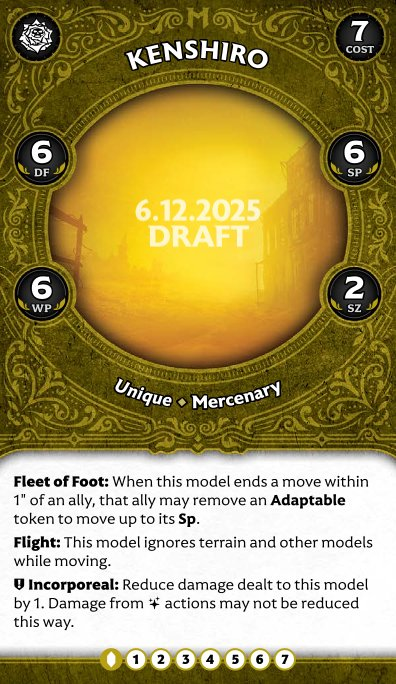 M
KENSHIRO
7
COST
6
DF
6
SP
6.12.2025
DRAFT
6
WP
2
SZ
Unique ⬥ Mercenary
Fleet of Foot: When this model ends a move within
1" of an ally, that ally may remove an Adaptable
token to move up to its Sp.
Flight: This model ignores terrain and other models
while moving.
Incorporeal: Reduce damage dealt to this model
by 1. Damage from actions may not be reduced
this way.
1 2 3 4 5 6 7